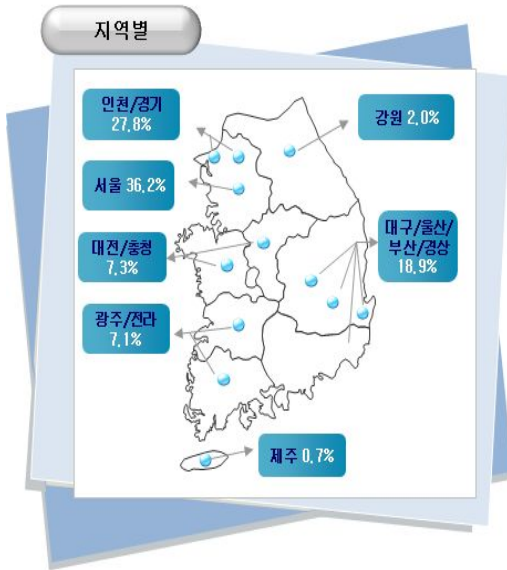 지역별
인천/경기
27.8%
강원 2.0%
서울 36.2%
대전/충청
7.3%
대구/울산/
부산/경상
18.9%
광주/전라
7.1%
제주 0.7%